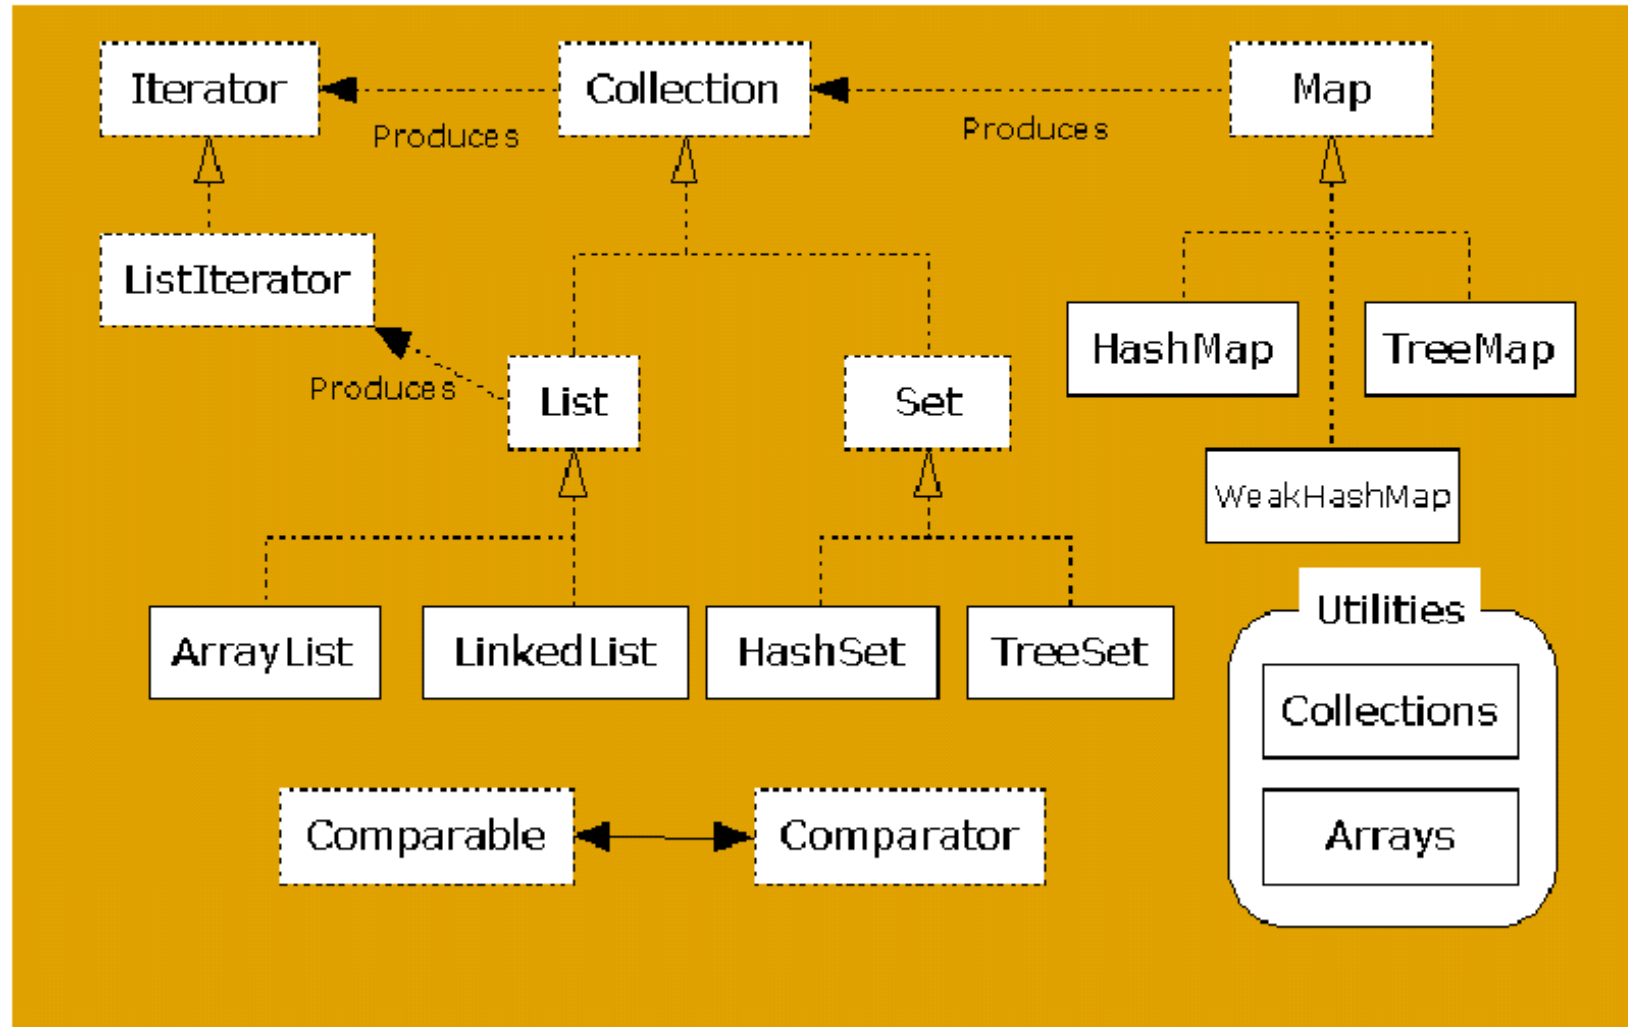 Iterator
Collection
Map
Produces
Produces
ListIterator
HashMap
TreeMap
Produces
List
Set
WeakHashMap
Utilities
ArrayList
LinkedList
HashSet
TreeSet
Collections
Comparable
Comparator
Arrays